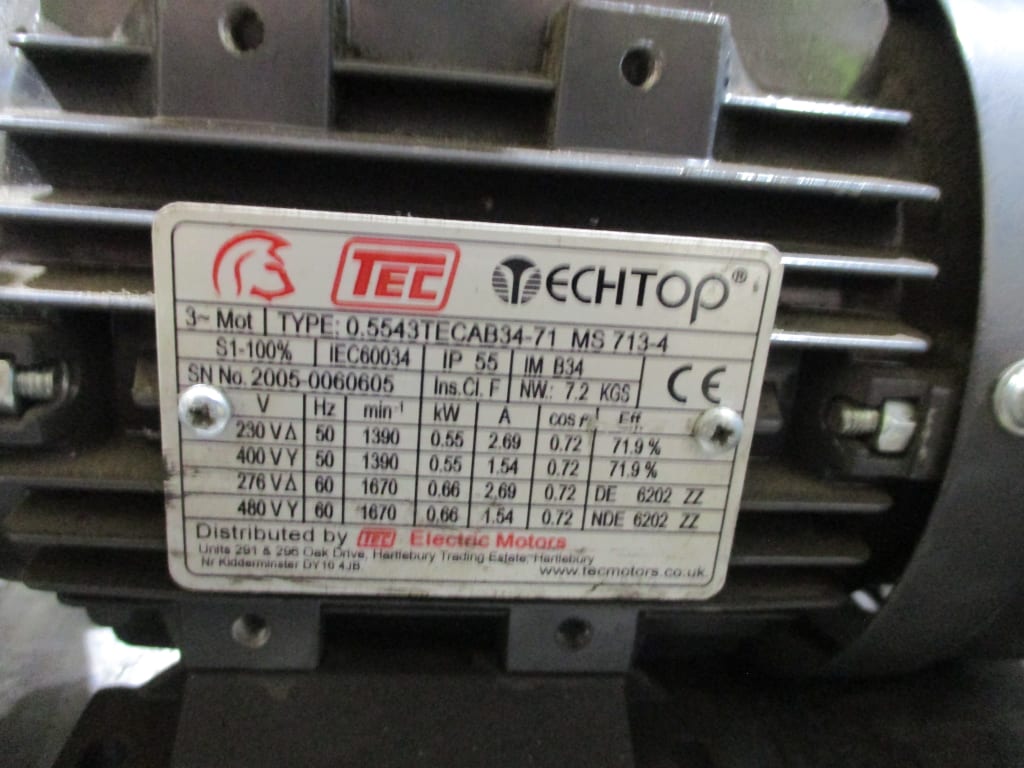 TEC TECHTOP®
3~ Mot TYPE: 0.5543TECAB34-71 MS 713-4
S1-100% IEC60034 IP 55 IM B34
SN No. 2005-0060605 Ins.Cl. F NW.: 7.2 KGS CE
V Hz min⁻¹ kW A cos Eff
230 V Δ 50 1390 0.55 2.69 0.72 71.9 %
400 V Y 50 1390 0.55 1.54 0.72 71.9 %
276 V Δ 60 1670 0.66 2.69 0.72 DE 6202 ZZ
480 V Y 60 1670 0.66 1.54 0.72 NDE 6202 ZZ
Distributed by TEC Electric Motors
Units 291 & 296 Oak Drive, Hartlebury Trading Estate, Hartlebury
Nr Kidderminster DY10 4JB. www.tecmotors.co.uk